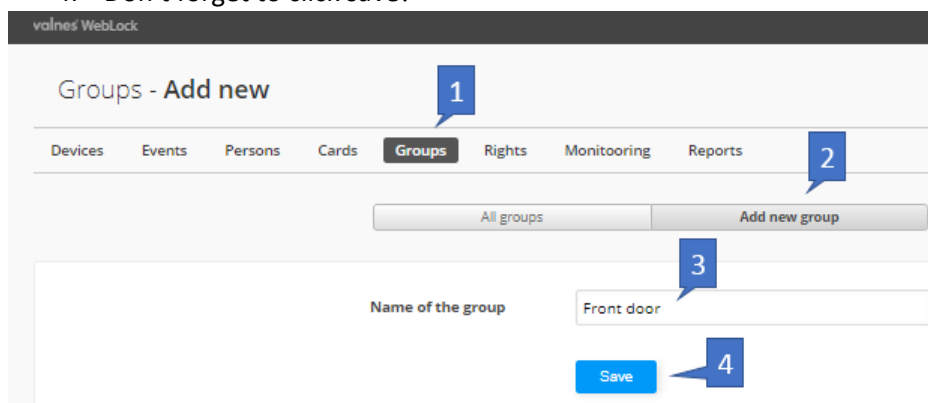 valnes WebLock
Groups - Add new
1
Devices Events Persons Cards Groups Rights Monitooring Reports
2
All groups Add new group
3
Name of the group Front door
Save 4